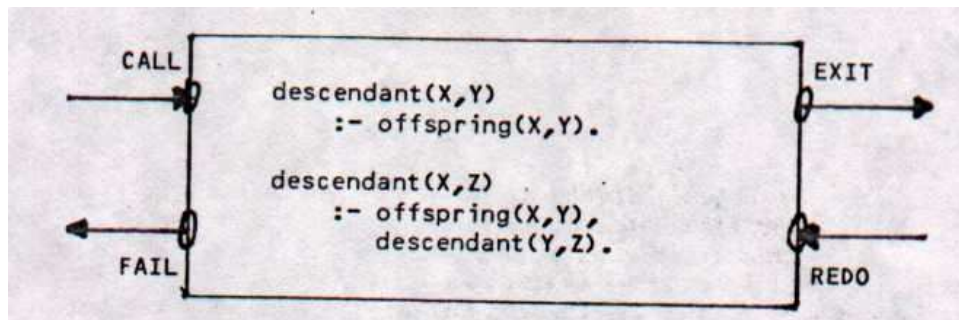 CALL
EXIT
descendant(X,Y)
:- offspring(X,Y).
descendant(X,Z)
:- offspring(X,Y),
descendant(Y,Z).
FAIL
REDO